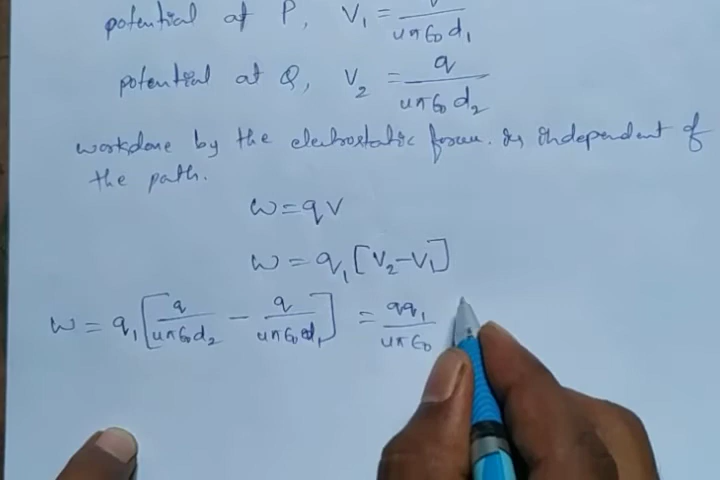 potential at P, V₁ = q/4πε₀d₁
potential at Q, V₂ = q/4πε₀d₂
workdone by the electrostatic force. is independent of
the path.
w = qV
w = q₁[V₂-V₁]
w = q₁[q/4πε₀d₂ - q/4πε₀d₁] = qq₁/4πε₀